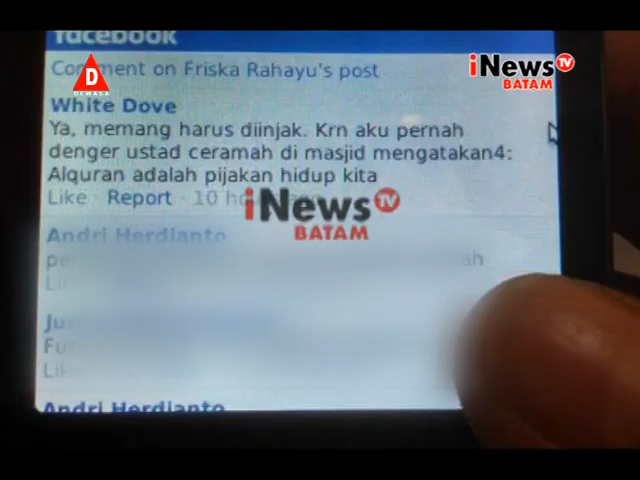 facebook
D
DEWASA
iNews TV
BATAM
Comment on Friska Rahayu's post
White Dove
Ya, memang harus diinjak. Krn aku pernah
denger ustad ceramah di masjid mengatakan4:
Alquran adalah pijakan hidup kita
Like · Report · 10
iNews TV
BATAM
Andri Herdianto
Andri Herdianto